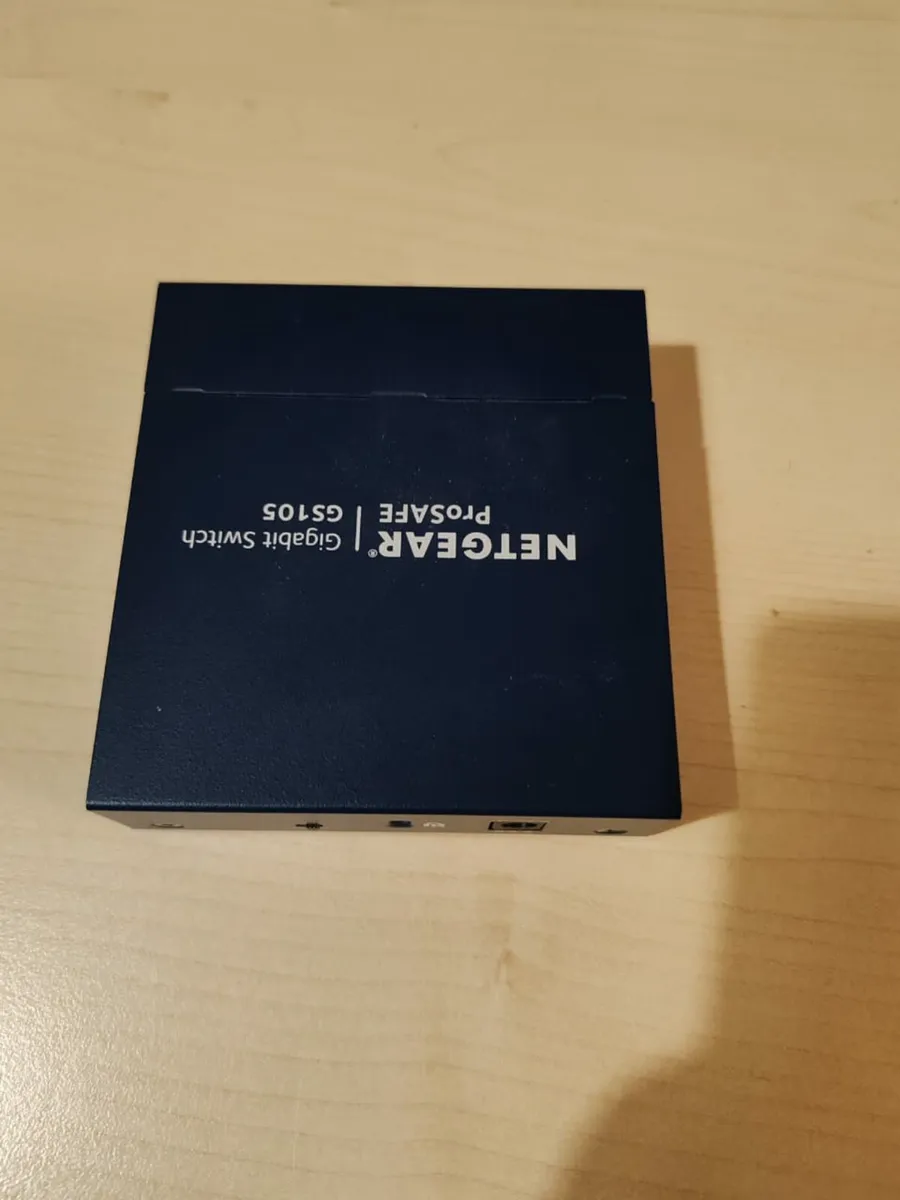 NETGEAR® | Gigabit Switch
ProSAFE | GS105